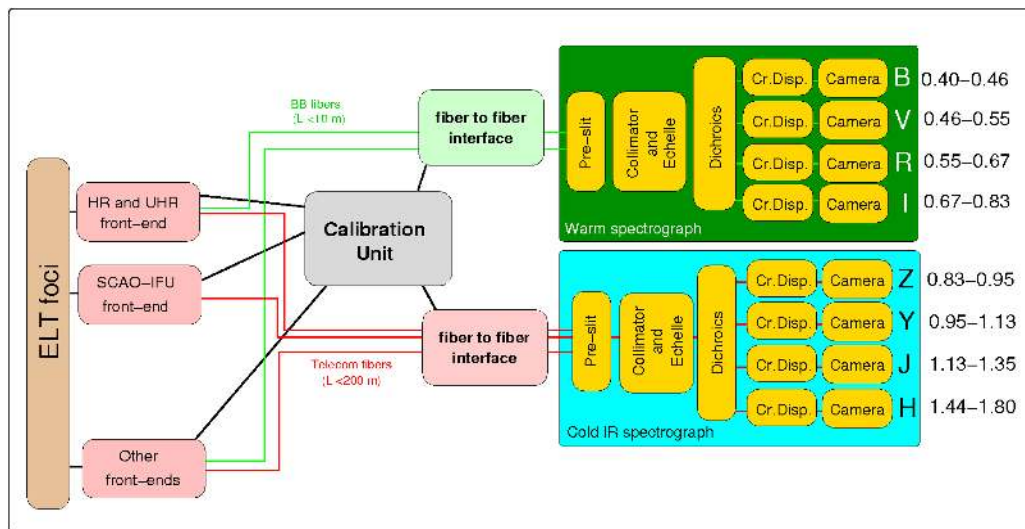 ELT foci
HR and UHR
front-end
SCAO-IFU
front-end
Other
front-ends
BB fibers
(L <10 m)
Telecom fibers
(L <200 m)
Calibration
Unit
fiber to fiber
interface
fiber to fiber
interface
Pre-slit
Collimator
and
Echelle
Dichroics
Cr.Disp. Camera B 0.40-0.46
Cr.Disp. Camera V 0.46-0.55
Cr.Disp. Camera R 0.55-0.67
Cr.Disp. Camera I 0.67-0.83
Warm spectrograph
Pre-slit
Collimator
and
Echelle
Dichroics
Cr.Disp. Camera Z 0.83-0.95
Cr.Disp. Camera Y 0.95-1.13
Cr.Disp. Camera J 1.13-1.35
Cr.Disp. Camera H 1.44-1.80
Cold IR spectrograph